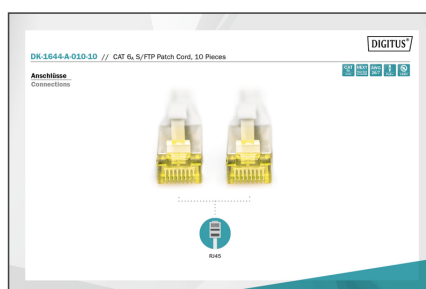 DIGITUS®
DK-1644-A-010-10 // CAT 6A S/FTP Patch Cord, 10 Pieces
Anschlüsse
Connections
RJ45